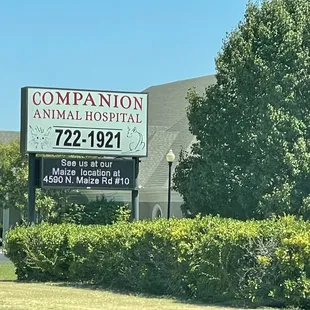 COMPANION
ANIMAL HOSPITAL
722-1921
See us at our
Maize location at
4590 N. Maize Rd #10